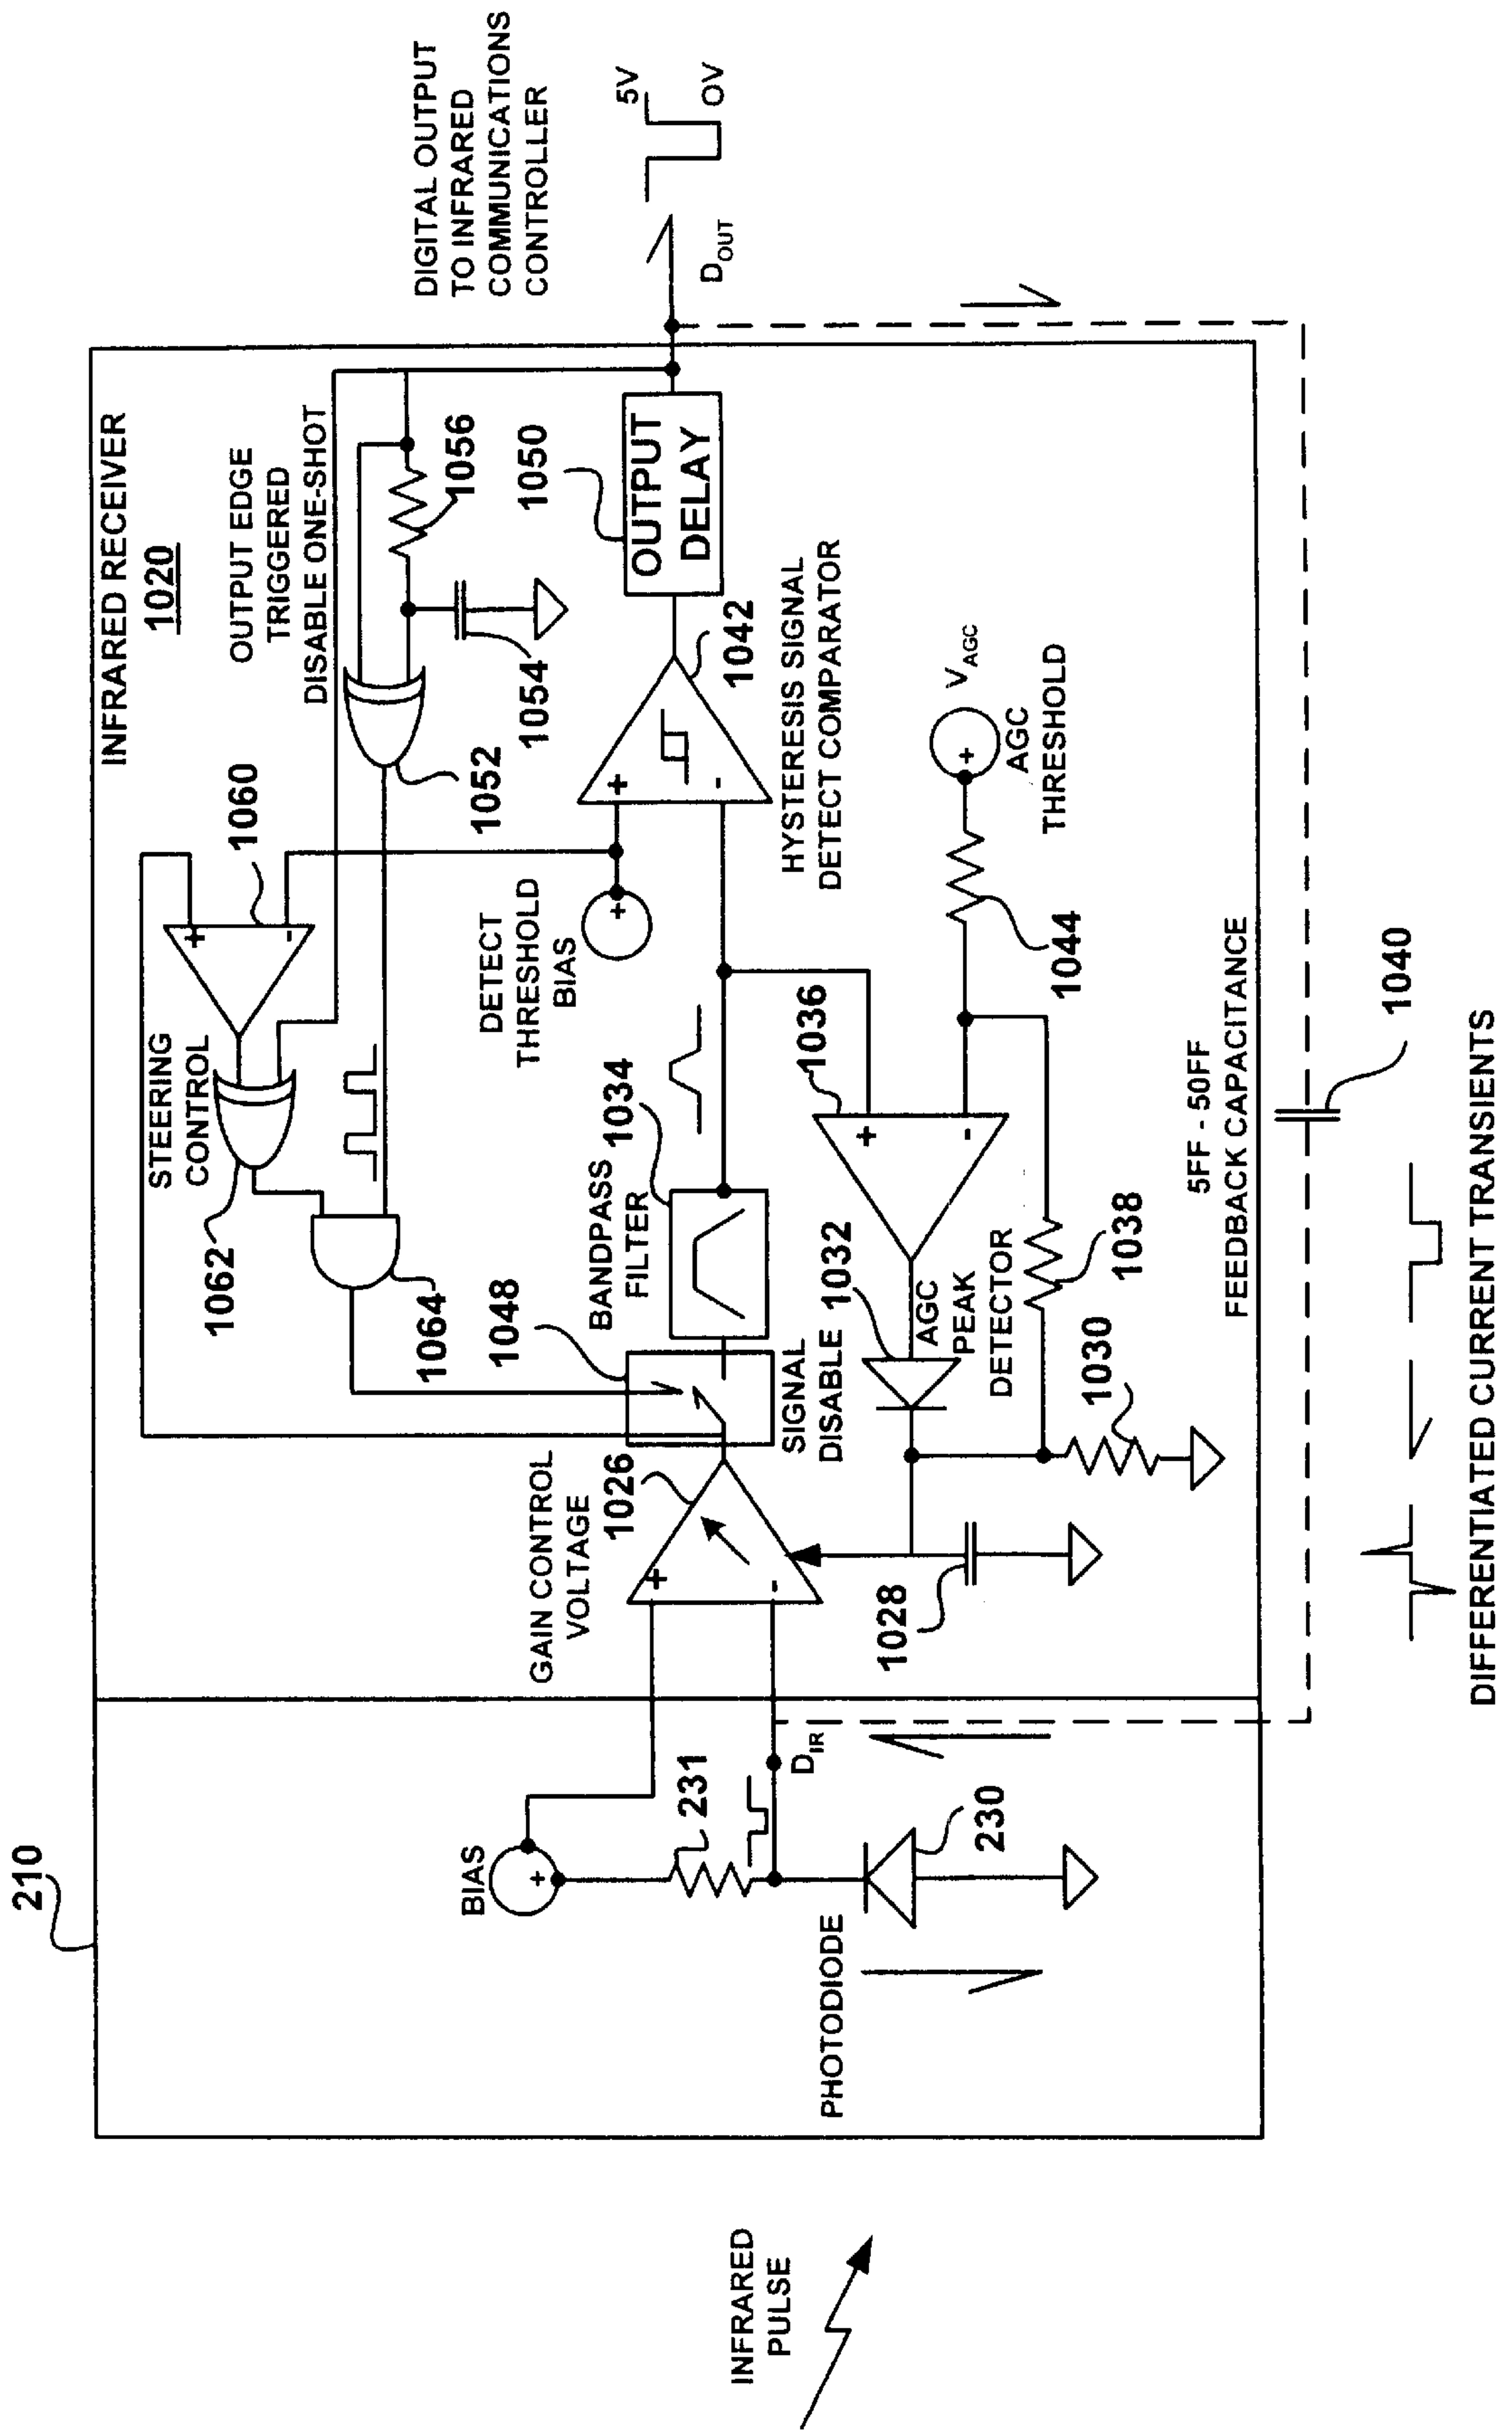 210
INFRARED RECEIVER
1020
OUTPUT EDGE
TRIGGERED
DISABLE ONE-SHOT
1056
1054
1052
1060
STEERING
CONTROL
1062
1064
1050
OUTPUT
DELAY
DIGITAL OUTPUT
TO INFRARED
COMMUNICATIONS
CONTROLLER
5V
0V
DOUT
1042
HYSTERESIS SIGNAL
DETECT COMPARATOR
+
-
+
-
DETECT
THRESHOLD
BIAS
+
BANDPASS
FILTER
1034
1048
SIGNAL
DISABLE
GAIN CONTROL
VOLTAGE
1026
+
-
1036
+
-
1032
AGC
PEAK
DETECTOR
1038
1030
1028
1044
VAGC
+
AGC
THRESHOLD
5FF - 50FF
FEEDBACK CAPACITANCE
1040
DIFFERENTIATED CURRENT TRANSIENTS
BIAS
+
231
DIR
230
PHOTODIODE
INFRARED
PULSE